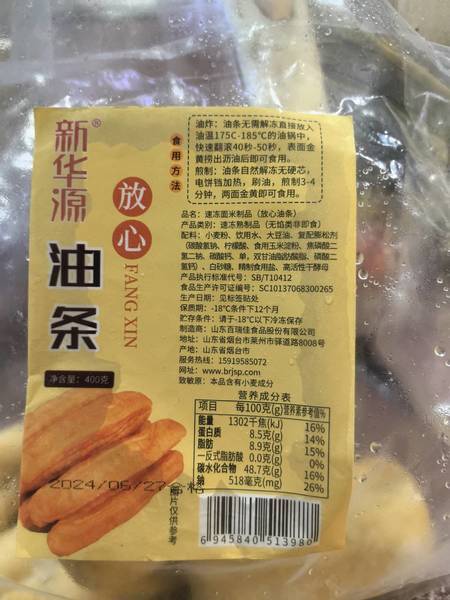 新华源®
放心
FANG XIN
油条
净含量：400克
食用方法
油炸：油条无需解冻直接放入
油温175C-185℃的油锅中，
快速翻滚40秒-50秒，表面金
黄捞出沥油后即可食用。
煎制：油条自然解冻无硬芯，
电饼铛加热，刷油，煎制3-4
分钟，两面金黄即可食用。
品名：速冻面米制品（放心油条）
产品类别：速冻熟制品（无馅类非即食）
配料：小麦粉、饮用水、大豆油、复配膨松剂
（碳酸氢钠、柠檬酸、食用玉米淀粉、焦磷酸二
氢二钠、碳酸钙、单，双甘油脂肪酸脂、磷酸二
氢钙）、白砂糖、精制食用盐、高活性干酵母
产品执行标准代号：SB/T10412
食品生产许可证编号：SC10137068300265
生产日期：见标签贴处
保质期：-18℃条件下12个月
贮存条件：请于-18℃以下冷冻保存
制造商：山东百瑞佳食品股份有限公司
地址：山东省烟台市莱州市驿道路8008号
产地：山东省烟台市
服务热线：15919585072
网址：www.brjsp.com
致敏原：本品含有小麦成分
营养成分表
项目 每100克(g) 营养素参考值%
能量 1302千焦(kJ) 16%
蛋白质 8.5克(g) 14%
脂肪 8.9克(g) 15%
—反式脂肪酸 0.0克(g) 0%
碳水化合物 48.7克(g) 16%
钠 518毫克(mg) 26%
2024/06/27合格
图片仅供参考
6 945840 513980